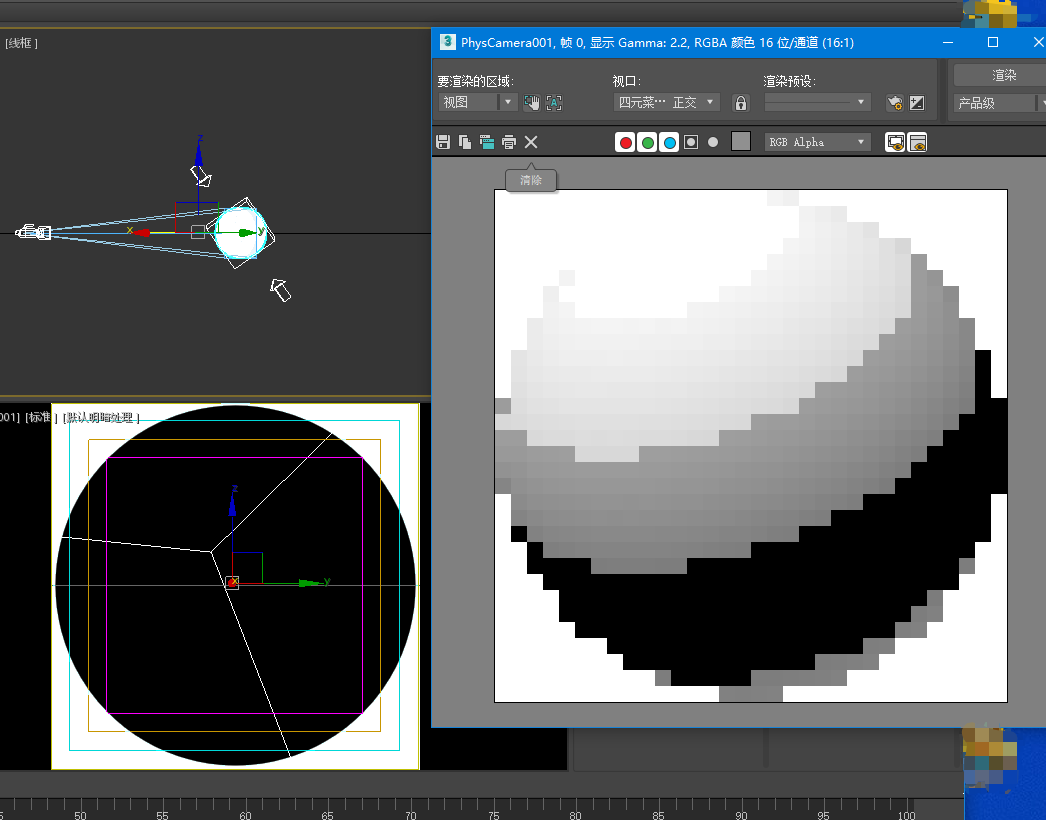 [线框 ]
PhysCamera001, 帧 0, 显示 Gamma: 2.2, RGBA 颜色 16 位/通道 (16:1)
要渲染的区域:
视口:
渲染预设:
渲染
视图
四元菜… 正交
产品级
RGB Alpha
清除
z
x
y
001] [标准 ] [默认明暗处理 ]
z
x
y
50 55 60 65 70 75 80 85 90 95 100